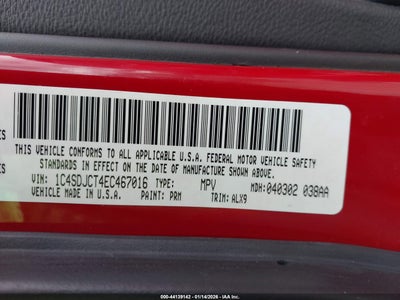 THIS VEHICLE CONFORMS TO ALL APPLICABLE U.S.A. FEDERAL MOTOR VEHICLE SAFETY
STANDARDS IN EFFECT ON THE DATE OF MANUFACTURE SHOWN ABOVE.
VIN: 1C4SDJCT4EC467016 TYPE: MPV MDH: 040302 038AA
VEHICLE MADE IN U.S.A. PAINT: PRM TRIM: ALX9
000-44139142 - 01/14/2026 - IAAI.COM